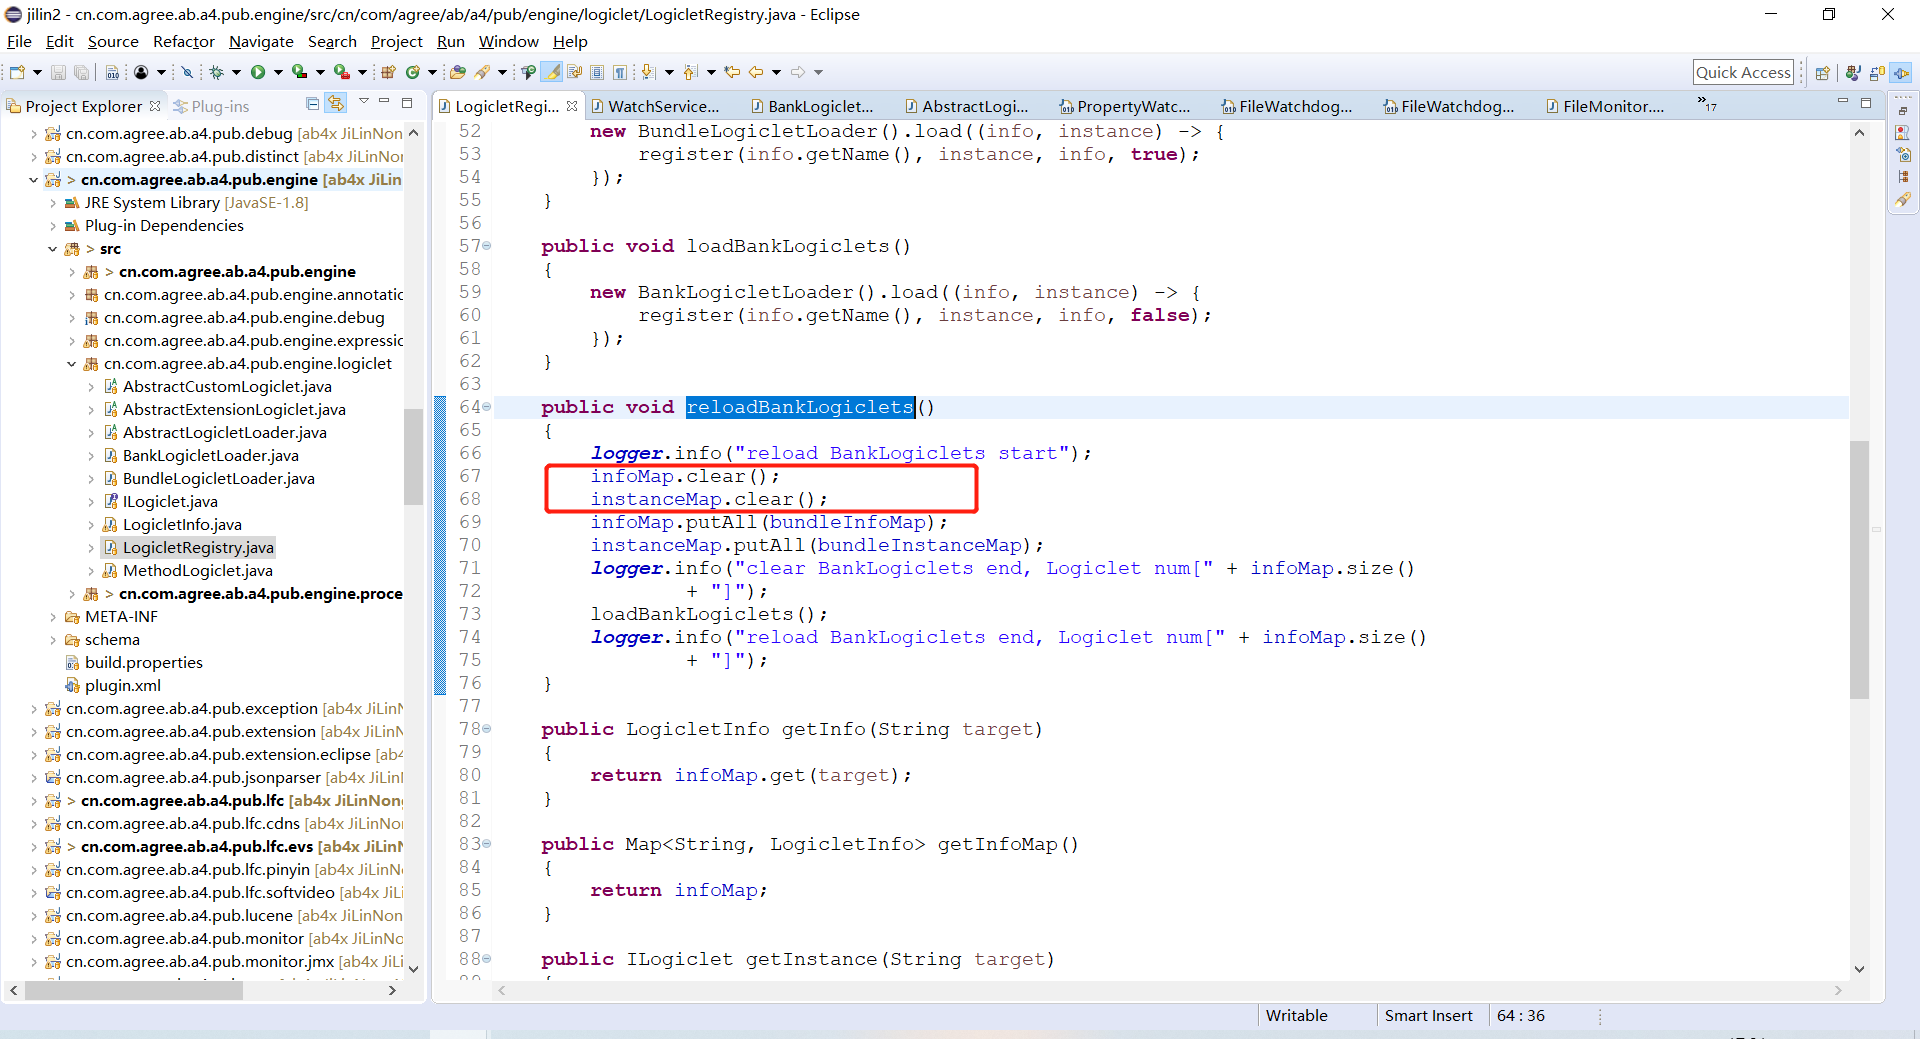 jilin2 - cn.com.agree.ab.a4.pub.engine/src/cn/com/agree/ab/a4/pub/engine/logiclet/LogicletRegistry.java - Eclipse
File Edit Source Refactor Navigate Search Project Run Window Help
Quick Access
Project Explorer Plug-ins
cn.com.agree.ab.a4.pub.debug [ab4x JiLinNon
cn.com.agree.ab.a4.pub.distinct [ab4x JiLinNor
> cn.com.agree.ab.a4.pub.engine [ab4x JiLin
JRE System Library [JavaSE-1.8]
Plug-in Dependencies
> src
> cn.com.agree.ab.a4.pub.engine
cn.com.agree.ab.a4.pub.engine.annotatic
cn.com.agree.ab.a4.pub.engine.debug
cn.com.agree.ab.a4.pub.engine.expressic
cn.com.agree.ab.a4.pub.engine.logiclet
AbstractCustomLogiclet.java
AbstractExtensionLogiclet.java
AbstractLogicletLoader.java
BankLogicletLoader.java
BundleLogicletLoader.java
ILogiclet.java
LogicletInfo.java
LogicletRegistry.java
MethodLogiclet.java
> cn.com.agree.ab.a4.pub.engine.proce
META-INF
schema
build.properties
plugin.xml
cn.com.agree.ab.a4.pub.exception [ab4x JiLinN
cn.com.agree.ab.a4.pub.extension [ab4x JiLinN
cn.com.agree.ab.a4.pub.extension.eclipse [ab4
cn.com.agree.ab.a4.pub.jsonparser [ab4x JiLinI
> cn.com.agree.ab.a4.pub.lfc [ab4x JiLinNong
cn.com.agree.ab.a4.pub.lfc.cdns [ab4x JiLinNo
> cn.com.agree.ab.a4.pub.lfc.evs [ab4x JiLinN
cn.com.agree.ab.a4.pub.lfc.pinyin [ab4x JiLinN
cn.com.agree.ab.a4.pub.lfc.softvideo [ab4x JiLi
cn.com.agree.ab.a4.pub.lucene [ab4x JiLinNon
cn.com.agree.ab.a4.pub.monitor [ab4x JiLinNo
cn.com.agree.ab.a4.pub.monitor.jmx [ab4x JiLi
LogicletRegi... WatchService... BankLogiclet... AbstractLogi... PropertyWatc... FileWatchdog... FileWatchdog... FileMonitor.... »17
52 new BundleLogicletLoader().load((info, instance) -> {
53 register(info.getName(), instance, info, true);
54 });
55 }
56
57 public void loadBankLogiclets()
58 {
59 new BankLogicletLoader().load((info, instance) -> {
60 register(info.getName(), instance, info, false);
61 });
62 }
63
64 public void reloadBankLogiclets()
65 {
66 logger.info("reload BankLogiclets start");
67 infoMap.clear();
68 instanceMap.clear();
69 infoMap.putAll(bundleInfoMap);
70 instanceMap.putAll(bundleInstanceMap);
71 logger.info("clear BankLogiclets end, Logiclet num[" + infoMap.size()
72 + "]");
73 loadBankLogiclets();
74 logger.info("reload BankLogiclets end, Logiclet num[" + infoMap.size()
75 + "]");
76 }
77
78 public LogicletInfo getInfo(String target)
79 {
80 return infoMap.get(target);
81 }
82
83 public Map<String, LogicletInfo> getInfoMap()
84 {
85 return infoMap;
86 }
87
88 public ILogiclet getInstance(String target)
Writable Smart Insert 64 : 36